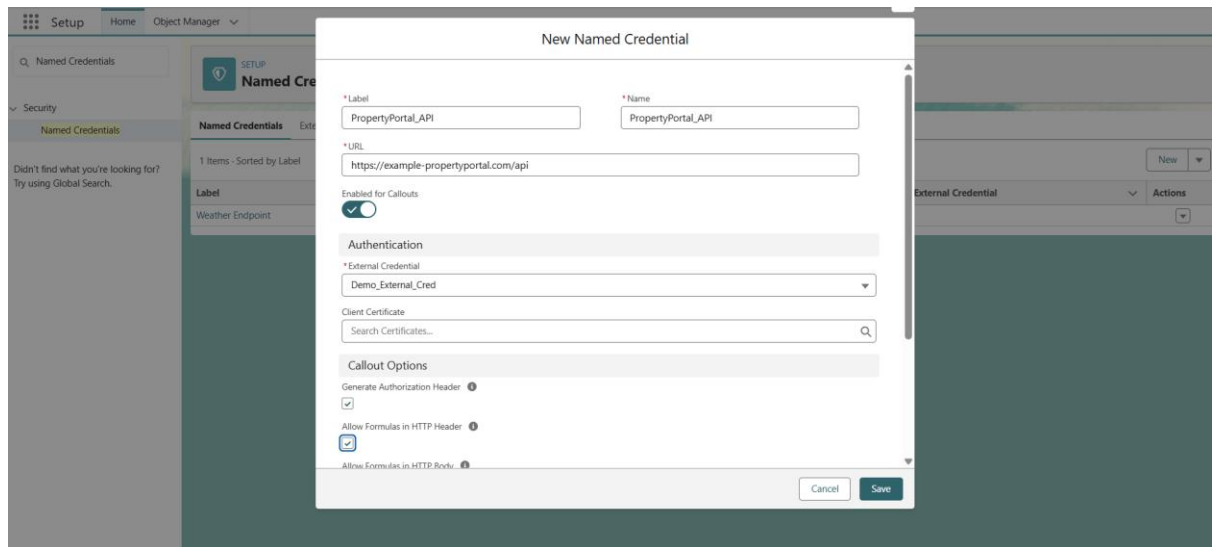 Setup Home Object Manager
New Named Credential
Named Credentials
SETUP
Named Cre
Security
Named Credentials
Didn't find what you're looking for?
Try using Global Search.
Named Credentials Exte
1 Items · Sorted by Label
New
Label
External Credential Actions
Weather Endpoint
*Label *Name
PropertyPortal_API PropertyPortal_API
*URL
https://example-propertyportal.com/api
Enabled for Callouts
Authentication
*External Credential
Demo_External_Cred
Client Certificate
Search Certificates...
Callout Options
Generate Authorization Header
Allow Formulas in HTTP Header
Allow Formulas in HTTP Body
Cancel Save